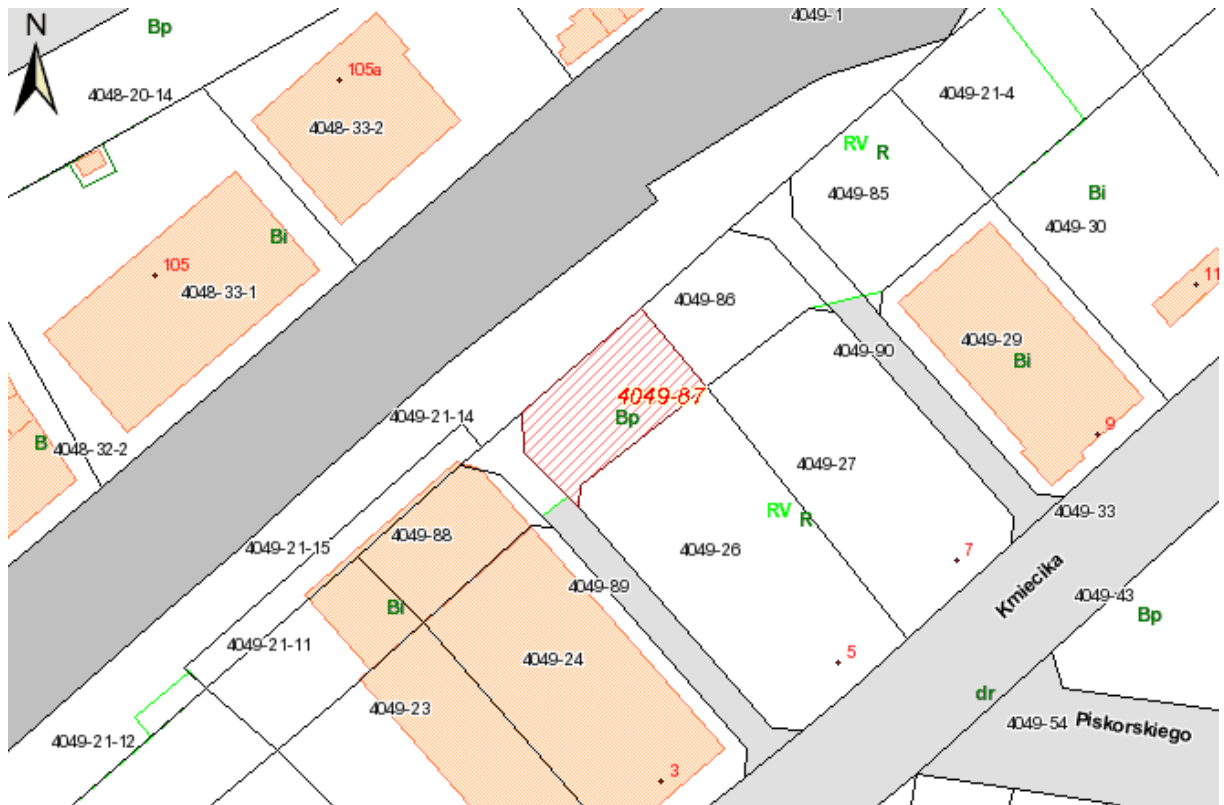 4049-1
Bp
N
105a
4049-21-4
4048-20-14
4048-33-2
RV
R
4049-85
Bi
4049-30
Bi
105
4048-33-1
11
4049-86
4049-29
4049-90
Bi
4049-87
Bp
4049-21-14
9
B
4048-32-2
4049-27
RV
R
4049-33
4049-88
4049-21-15
4049-26
7
Kmiecika
4049-89
4049-43
Bi
Bp
4049-21-11
4049-24
5
dr
4049-23
4049-54
Piskorskiego
4049-21-12
3